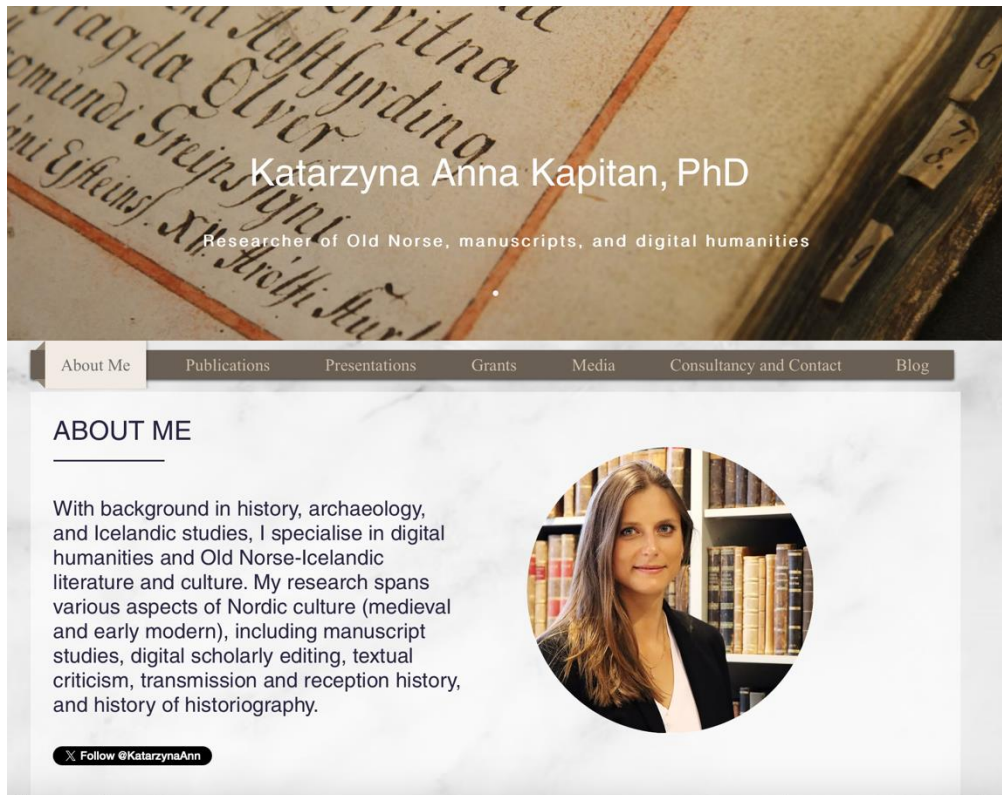 Hufftyrding
ragda Ölver
Katarzyna Anna Kapitan, PhD
Researcher of Old Norse, manuscripts, and digital humanities
About Me Publications Presentations Grants Media Consultancy and Contact Blog
ABOUT ME
With background in history, archaeology,
and Icelandic studies, I specialise in digital
humanities and Old Norse-Icelandic
literature and culture. My research spans
various aspects of Nordic culture (medieval
and early modern), including manuscript
studies, digital scholarly editing, textual
criticism, transmission and reception history,
and history of historiography.
Follow @KatarzynaAnn